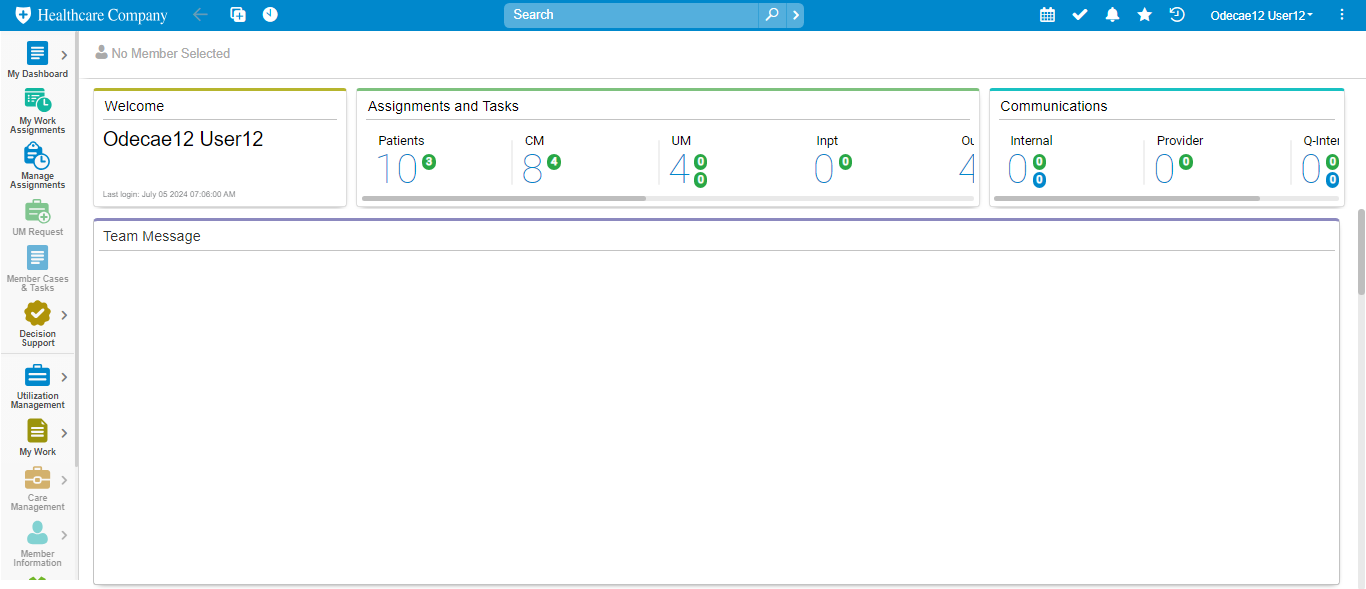 Healthcare Company
Search
Odecae12 User12
No Member Selected
My Dashboard
My Work
Assignments
Manage
Assignments
UM Request
Member Cases
& Tasks
Decision
Support
Utilization
Management
My Work
Care
Management
Member
Information
Welcome
Odecae12 User12
Last login: July 05 2024 07:06:00 AM
Assignments and Tasks
Patients
10 3
CM
8 4
UM
4 0
0
Inpt
0 0
Ou
4
Communications
Internal
0 0
0
Provider
0 0
Q-Inter
0 0
0
Team Message